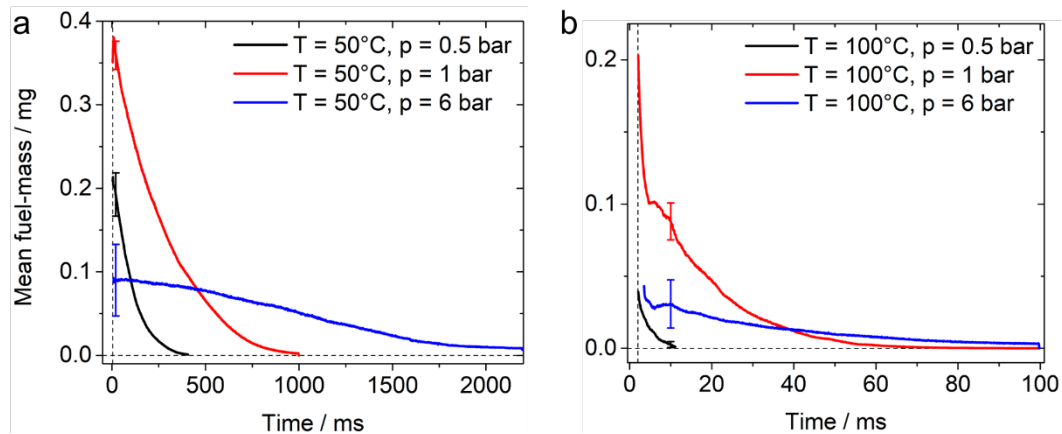 a
T = 50°C, p = 0.5 bar
T = 50°C, p = 1 bar
T = 50°C, p = 6 bar
Mean fuel-mass / mg
0.4
0.3
0.2
0.1
0.0
0 500 1000 1500 2000
Time / ms
b
T = 100°C, p = 0.5 bar
T = 100°C, p = 1 bar
T = 100°C, p = 6 bar
0.2
0.1
0.0
0 20 40 60 80 100
Time / ms